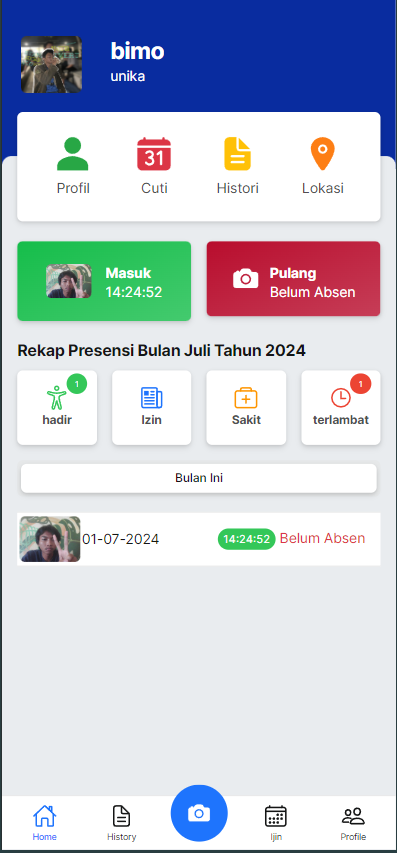 bimo
unika
31
Profil
Cuti
Histori
Lokasi
Masuk
14:24:52
Pulang
Belum Absen
Rekap Presensi Bulan Juli Tahun 2024
1
1
hadir
Izin
Sakit
terlambat
Bulan Ini
01-07-2024 14:24:52 Belum Absen
Home
History
Ijin
Profile